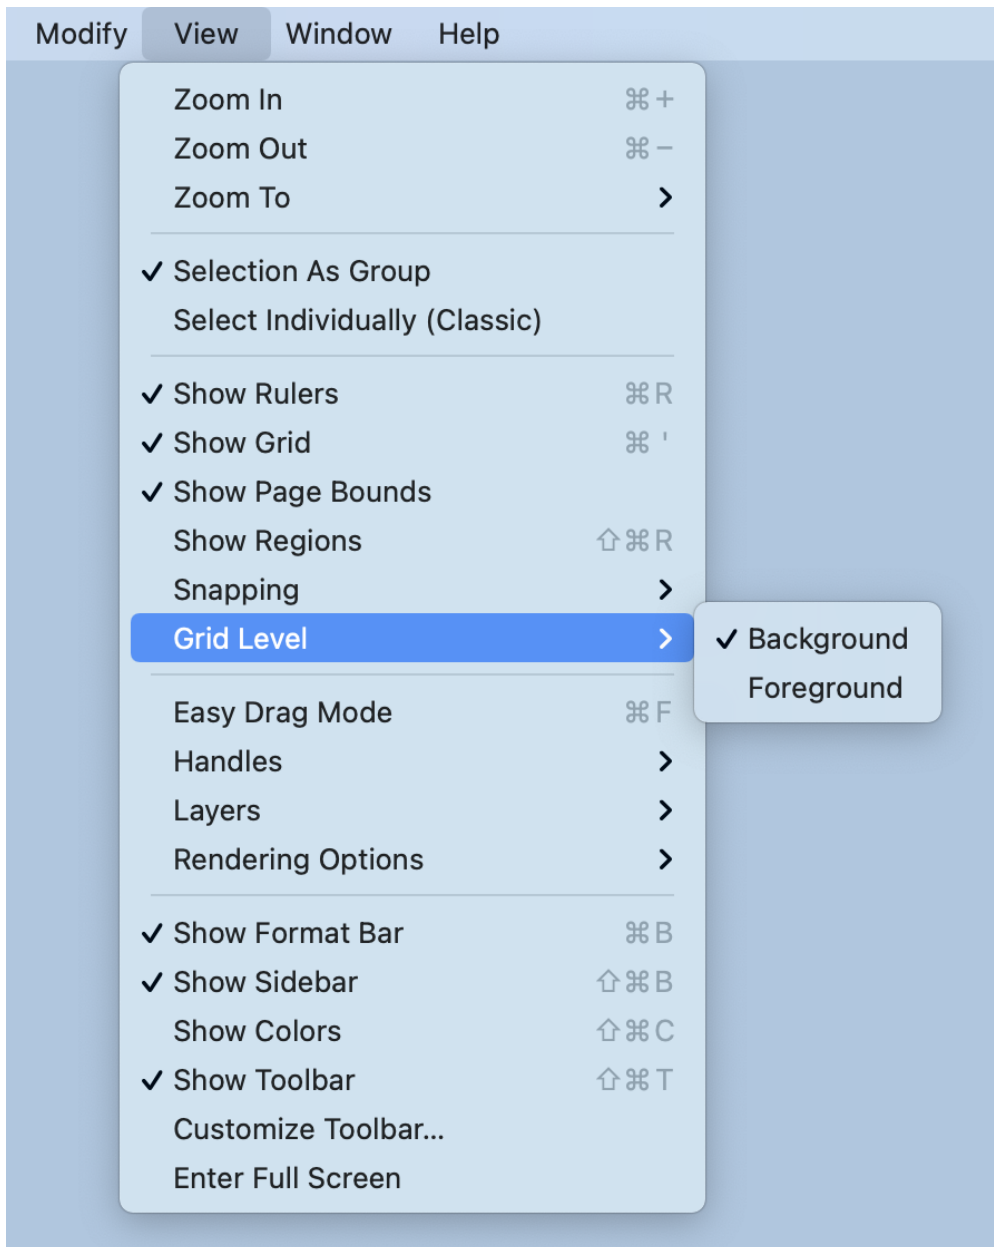 Modify View Window Help
Zoom In ⌘ +
Zoom Out ⌘ −
Zoom To
Selection As Group
Select Individually (Classic)
Show Rulers ⌘ R
Show Grid ⌘ '
Show Page Bounds
Show Regions ⇧ ⌘ R
Snapping
Grid Level
Background
Foreground
Easy Drag Mode ⌘ F
Handles
Layers
Rendering Options
Show Format Bar ⌘ B
Show Sidebar ⇧ ⌘ B
Show Colors ⇧ ⌘ C
Show Toolbar ⇧ ⌘ T
Customize Toolbar...
Enter Full Screen